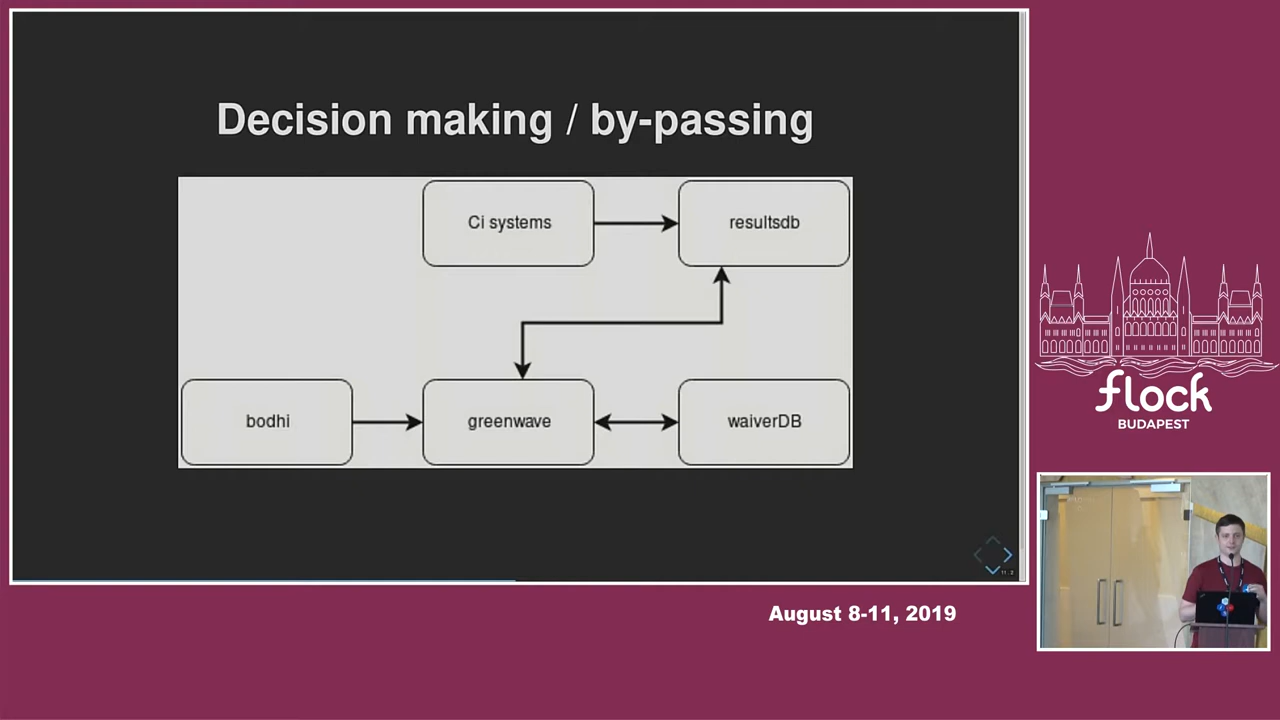 Decision making / by-passing
Ci systems
resultsdb
bodhi
greenwave
waiverDB
flock
BUDAPEST
August 8-11, 2019